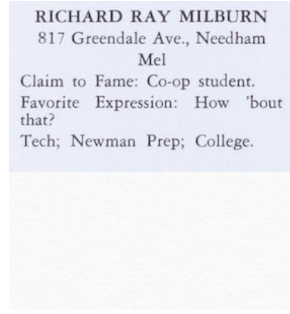 RICHARD RAY MILBURN
817 Greendale Ave., Needham
Mel
Claim to Fame: Co-op student.
Favorite Expression: How 'bout
that?
Tech; Newman Prep; College.